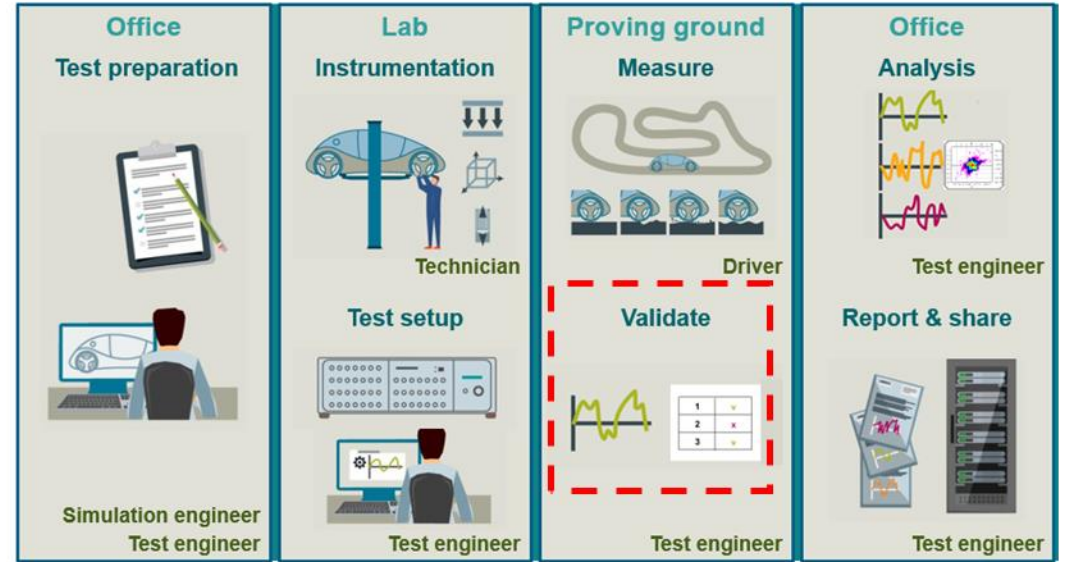 Office
Test preparation
Simulation engineer
Test engineer
Lab
Instrumentation
Technician
Test setup
Test engineer
Proving ground
Measure
Driver
Validate
1 v
2 x
3 v
Test engineer
Office
Analysis
Test engineer
Report & share
Test engineer